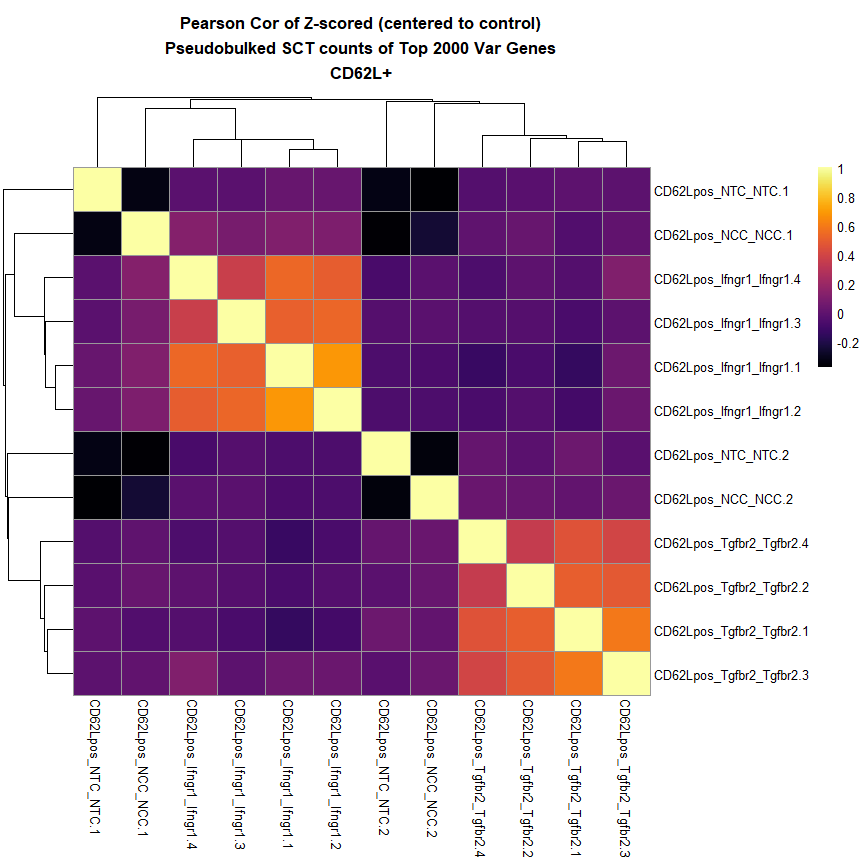 Pearson Cor of Z-scored (centered to control)
Pseudobulked SCT counts of Top 2000 Var Genes
CD62L+
1
0.8
0.6
0.4
0.2
0
-0.2
CD62Lpos_NTC_NTC.1
CD62Lpos_NCC_NCC.1
CD62Lpos_Ifngr1_Ifngr1.4
CD62Lpos_Ifngr1_Ifngr1.3
CD62Lpos_Ifngr1_Ifngr1.1
CD62Lpos_Ifngr1_Ifngr1.2
CD62Lpos_NTC_NTC.2
CD62Lpos_NCC_NCC.2
CD62Lpos_Tgfbr2_Tgfbr2.4
CD62Lpos_Tgfbr2_Tgfbr2.2
CD62Lpos_Tgfbr2_Tgfbr2.1
CD62Lpos_Tgfbr2_Tgfbr2.3
CD62Lpos_NTC_NTC.1
CD62Lpos_NCC_NCC.1
CD62Lpos_Ifngr1_Ifngr1.4
CD62Lpos_Ifngr1_Ifngr1.3
CD62Lpos_Ifngr1_Ifngr1.1
CD62Lpos_Ifngr1_Ifngr1.2
CD62Lpos_NTC_NTC.2
CD62Lpos_NCC_NCC.2
CD62Lpos_Tgfbr2_Tgfbr2.4
CD62Lpos_Tgfbr2_Tgfbr2.2
CD62Lpos_Tgfbr2_Tgfbr2.1
CD62Lpos_Tgfbr2_Tgfbr2.3